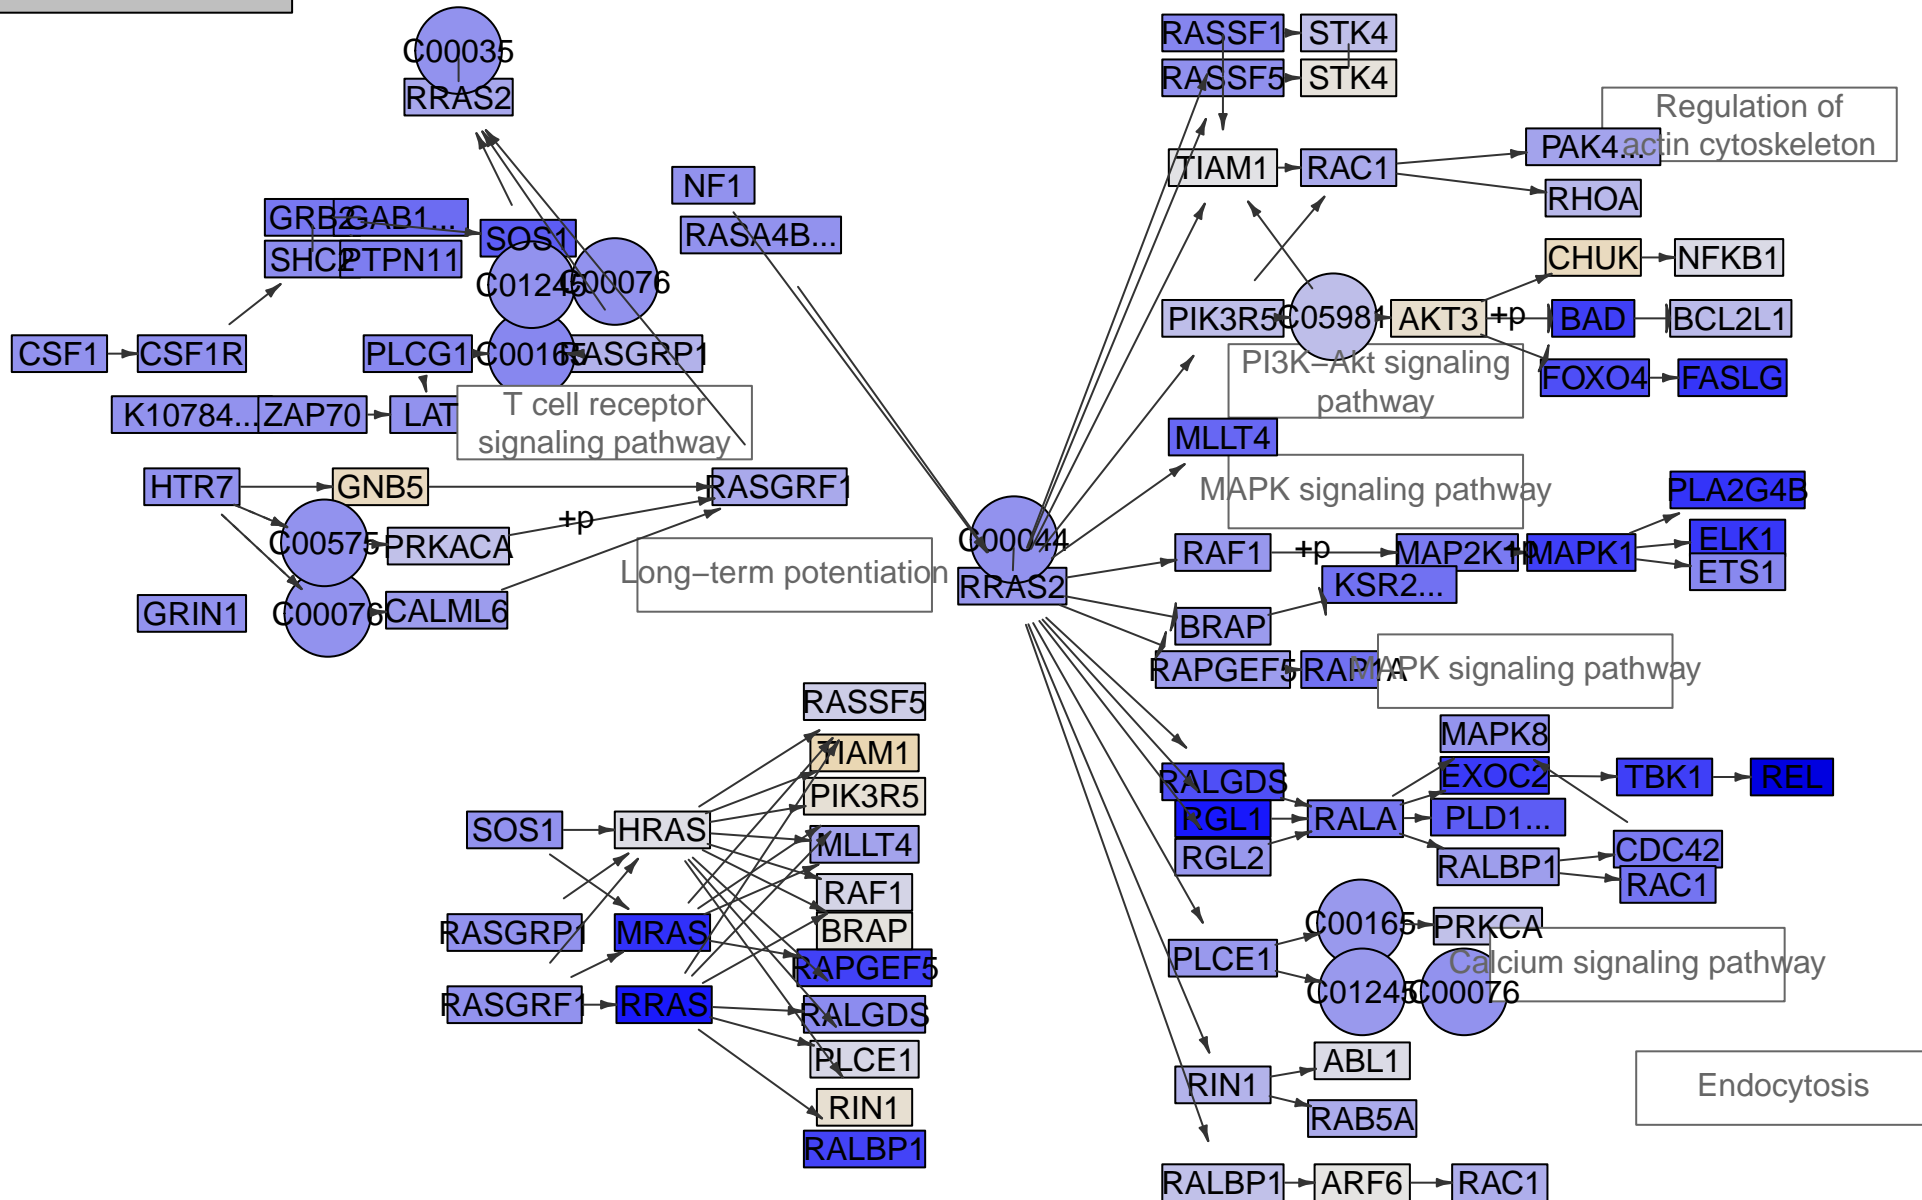 C00035
RRAS2
NF1
RASA4B...
GRB2
GAB1...
SOS1
SHC2
PTPN11
C01245
C00076
CSF1
CSF1R
PLCG1
C00165
RASGRP1
K10784...
ZAP70
LAT
T cell receptor
signaling pathway
HTR7
GNB5
RASGRF1
C00575
PRKACA
+p
GRIN1
C00076
CALML6
Long−term potentiation
C00044
RRAS2
RASSF1
STK4
RASSF5
STK4
Regulation of
actin cytoskeleton
PAK4...
TIAM1
RAC1
RHOA
CHUK
NFKB1
PIK3R5
C05981
AKT3
+p
BAD
BCL2L1
PI3K−Akt signaling
pathway
FOXO4
FASLG
MLLT4
MAPK signaling pathway
PLA2G4B
RAF1
+p
MAP2K1
+p
MAPK1
ELK1
ETS1
KSR2...
BRAP
RAPGEF5
RAP1A
MAPK signaling pathway
MAPK8
RALGDS
EXOC2
TBK1
REL
RGL1
RALA
PLD1...
RGL2
RALBP1
CDC42
RAC1
C00165
PRKCA
PLCE1
Calcium signaling pathway
C01245
C00076
RIN1
ABL1
RAB5A
Endocytosis
RALBP1
ARF6
RAC1
RASSF5
TIAM1
PIK3R5
SOS1
HRAS
MLLT4
RAF1
RASGRP1
MRAS
BRAP
RAPGEF5
RASGRF1
RRAS
RALGDS
PLCE1
RIN1
RALBP1